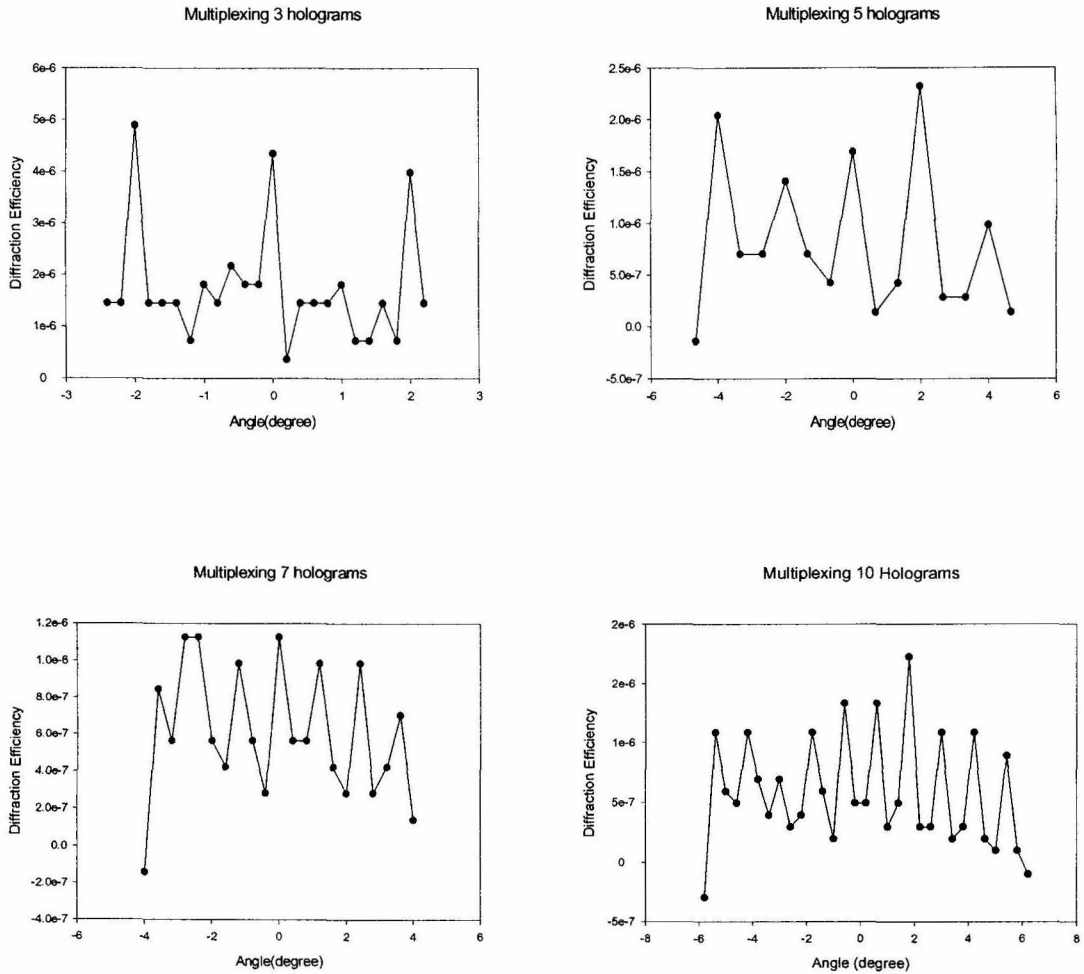 Multiplexing 3 holograms
6e-6
5e-6
4e-6
3e-6
2e-6
1e-6
0
Diffraction Efficiency
-3 -2 -1 0 1 2 3
Angle(degree)
Multiplexing 5 holograms
2.5e-6
2.0e-6
1.5e-6
1.0e-6
5.0e-7
0.0
-5.0e-7
Diffraction Efficiency
-6 -4 -2 0 2 4 6
Angle(degree)
Multiplexing 7 holograms
1.2e-6
1.0e-6
8.0e-7
6.0e-7
4.0e-7
2.0e-7
0.0
-2.0e-7
-4.0e-7
Diffraction Efficiency
-6 -4 -2 0 2 4 6
Angle(degree)
Multiplexing 10 Holograms
2e-6
2e-6
1e-6
5e-7
0
-5e-7
Diffraction Efficiency
-8 -6 -4 -2 0 2 4 6 8
Angle (degree)